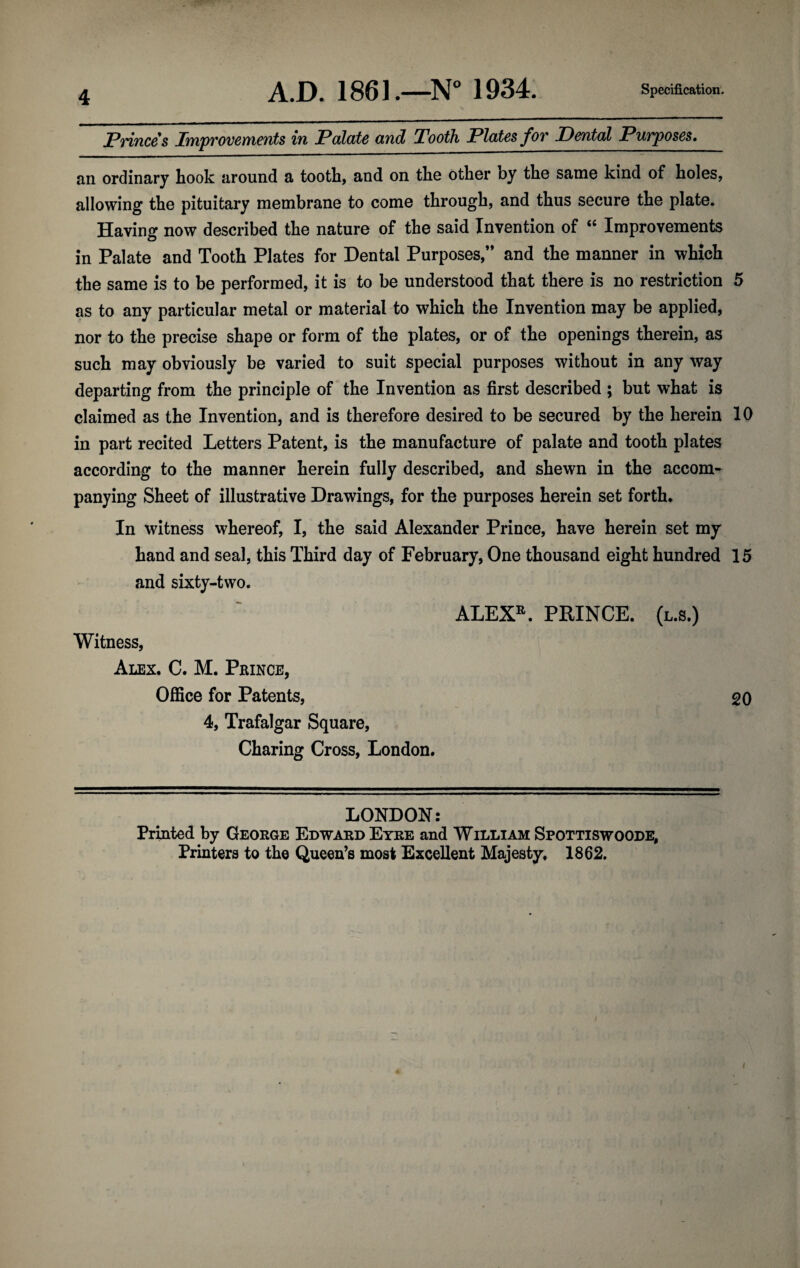 4 A.D. 1861.—N° 1934. Specification.
Prince's Improvements in Palate and Tooth Plates for Dental Purposes.
an ordinary hook around a tooth, and on the other by the same kind of holes,
allowing the pituitary membrane to come through, and thus secure the plate.
Having now described the nature of the said Invention of “ Improvements
in Palate and Tooth Plates for Dental Purposes,” and the manner in which
the same is to be performed, it is to be understood that there is no restriction 5
as to any particular metal or material to which the Invention may be applied,
nor to the precise shape or form of the plates, or of the openings therein, as
such may obviously be varied to suit special purposes without in any way
departing from the principle of the Invention as first described ; but what is
claimed as the Invention, and is therefore desired to be secured by the herein 10
in part recited Letters Patent, is the manufacture of palate and tooth plates
according to the manner herein fully described, and shewn in the accom-
panying Sheet of illustrative Drawings, for the purposes herein set forth.
In witness whereof, I, the said Alexander Prince, have herein set my
hand and seal, this Third day of February, One thousand eight hundred 15
and sixty-two.
ALEXR. PRINCE. (L.S.)
Witness,
Alex. C. M. Prince,
Office for Patents, 20
4, Trafalgar Square,
Charing Cross, London.
LONDON:
Printed by George Edward Eyre and William Spottiswoode,
Printers to the Queen's most Excellent Majesty. 1862.